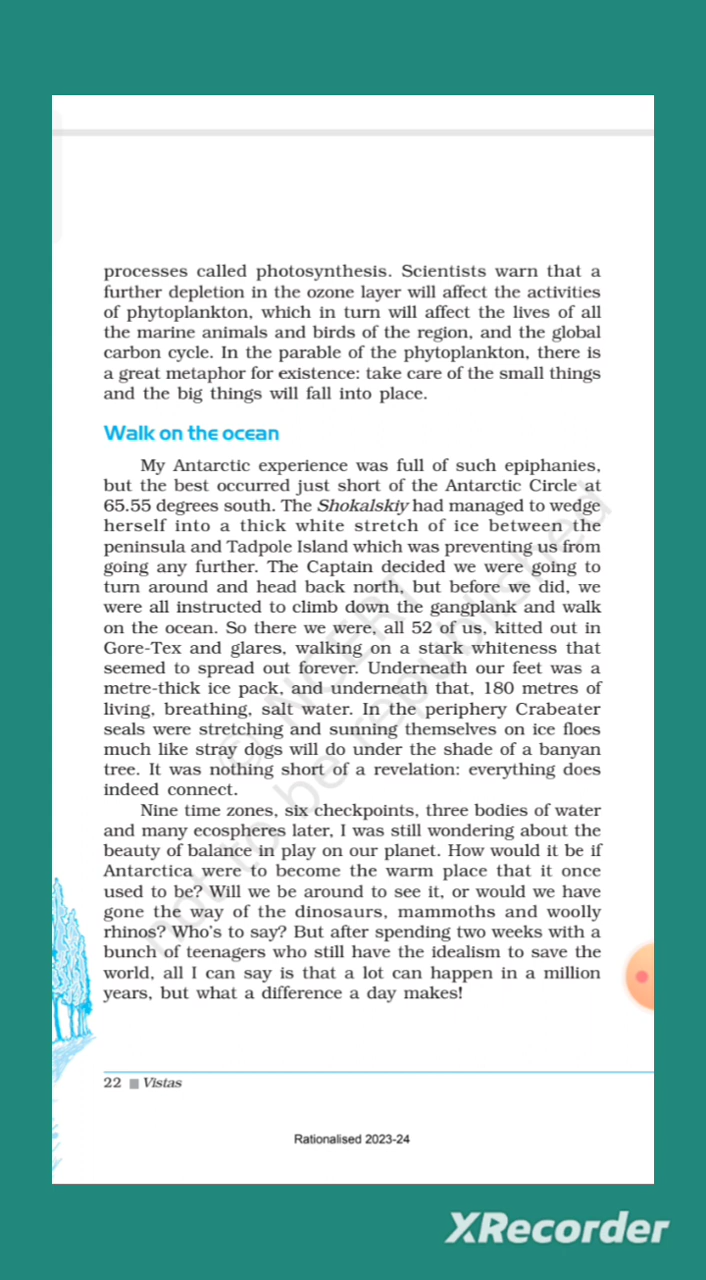 processes called photosynthesis. Scientists warn that a
further depletion in the ozone layer will affect the activities
of phytoplankton, which in turn will affect the lives of all
the marine animals and birds of the region, and the global
carbon cycle. In the parable of the phytoplankton, there is
a great metaphor for existence: take care of the small things
and the big things will fall into place.
Walk on the ocean
My Antarctic experience was full of such epiphanies,
but the best occurred just short of the Antarctic Circle at
65.55 degrees south. The Shokalskiy had managed to wedge
herself into a thick white stretch of ice between the
peninsula and Tadpole Island which was preventing us from
going any further. The Captain decided we were going to
turn around and head back north, but before we did, we
were all instructed to climb down the gangplank and walk
on the ocean. So there we were, all 52 of us, kitted out in
Gore-Tex and glares, walking on a stark whiteness that
seemed to spread out forever. Underneath our feet was a
metre-thick ice pack, and underneath that, 180 metres of
living, breathing, salt water. In the periphery Crabeater
seals were stretching and sunning themselves on ice floes
much like stray dogs will do under the shade of a banyan
tree. It was nothing short of a revelation: everything does
indeed connect.
Nine time zones, six checkpoints, three bodies of water
and many ecospheres later, I was still wondering about the
beauty of balance in play on our planet. How would it be if
Antarctica were to become the warm place that it once
used to be? Will we be around to see it, or would we have
gone the way of the dinosaurs, mammoths and woolly
rhinos? Who's to say? But after spending two weeks with a
bunch of teenagers who still have the idealism to save the
world, all I can say is that a lot can happen in a million
years, but what a difference a day makes!
© NCERT
not to be republished
22 ■ Vistas
Rationalised 2023-24
XRecorder